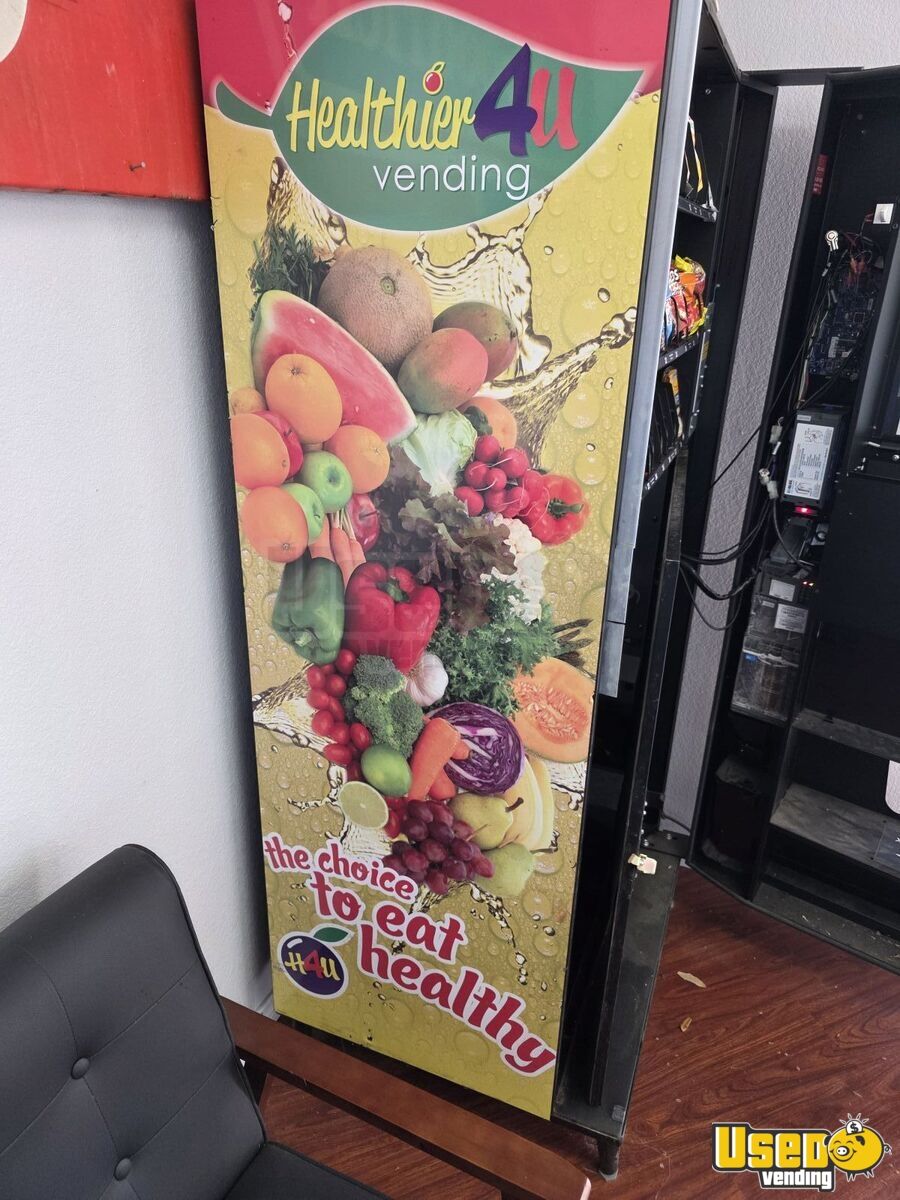 Healthier4U
vending
the choice
to eat
healthy
H4U
Used
vending